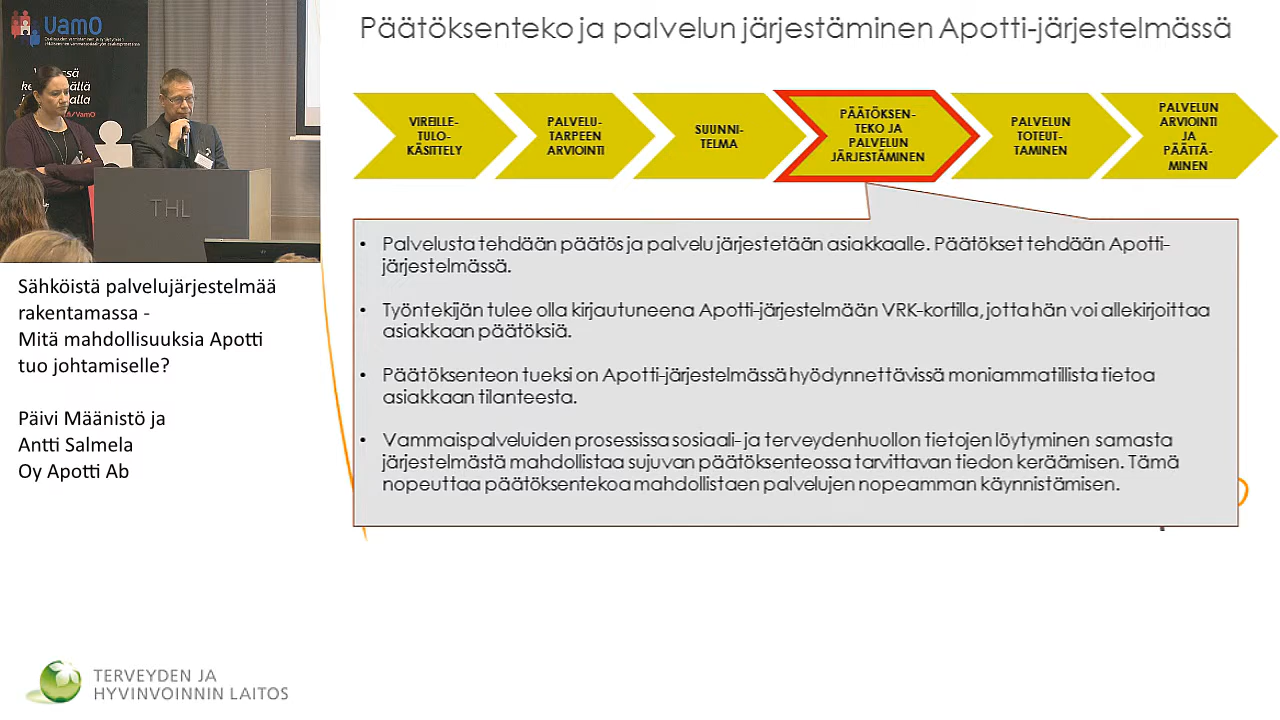 VamO
THL
Sähköistä palvelujärjestelmää
rakentamassa -
Mitä mahdollisuuksia Apotti
tuo johtamiselle?
Päivi Määnistö ja
Antti Salmela
Oy Apotti Ab
TERVEYDEN JA
HYVINVOINNIN LAITOS
Päätöksenteko ja palvelun järjestäminen Apotti-järjestelmässä
VIREILLE-
TULO-
KÄSITTELY
PALVELU-
TARPEEN
ARVIOINTI
SUUNNI-
TELMA
PÄÄTÖKSEN-
TEKO JA
PALVELUN
JÄRJESTÄMINEN
PALVELUN
TOTEUT-
TAMINEN
PALVELUN
ARVIOINTI
JA
PÄÄTTÄ-
MINEN
• Palvelusta tehdään päätös ja palvelu järjestetään asiakkaalle. Päätökset tehdään Apotti-
järjestelmässä.
• Työntekijän tulee olla kirjautuneena Apotti-järjestelmään VRK-kortilla, jotta hän voi allekirjoittaa
asiakkaan päätöksiä.
• Päätöksenteon tueksi on Apotti-järjestelmässä hyödynnettävissä moniammatillista tietoa
asiakkaan tilanteesta.
• Vammaispalveluiden prosessissa sosiaali- ja terveydenhuollon tietojen löytyminen samasta
järjestelmästä mahdollistaa sujuvan päätöksenteossa tarvittavan tiedon keräämisen. Tämä
nopeuttaa päätöksentekoa mahdollistaen palvelujen nopeamman käynnistämisen.